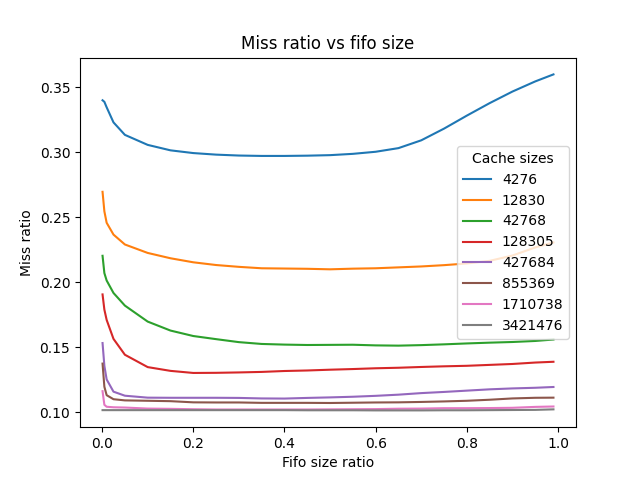 Miss ratio vs fifo size
Miss ratio
0.35
0.30
0.25
0.20
0.15
0.10
Cache sizes
4276
12830
42768
128305
427684
855369
1710738
3421476
0.0 0.2 0.4 0.6 0.8 1.0
Fifo size ratio